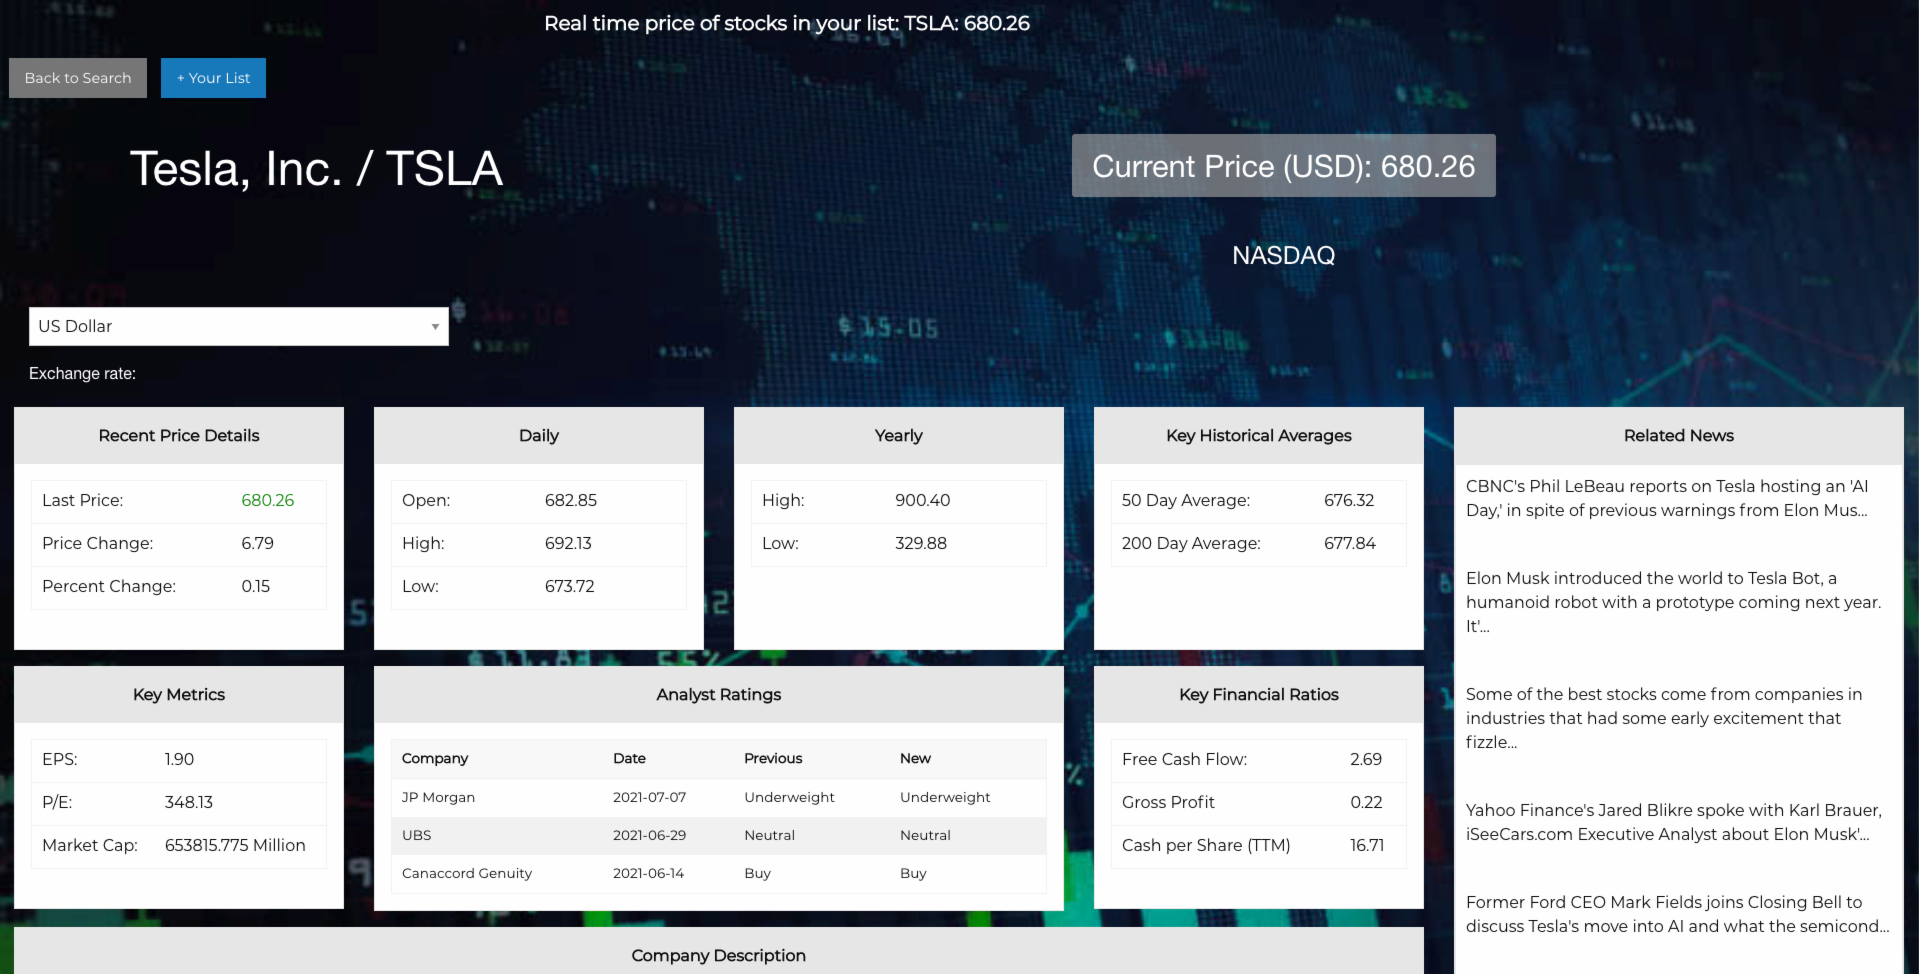 Real time price of stocks in your list: TSLA: 680.26
Back to Search
+ Your List
Tesla, Inc. / TSLA
Current Price (USD): 680.26
NASDAQ
US Dollar
Exchange rate:
Recent Price Details
Last Price: 680.26
Price Change: 6.79
Percent Change: 0.15
Daily
Open: 682.85
High: 692.13
Low: 673.72
Yearly
High: 900.40
Low: 329.88
Key Historical Averages
50 Day Average: 676.32
200 Day Average: 677.84
Related News
CBNC's Phil LeBeau reports on Tesla hosting an 'AI
Day,' in spite of previous warnings from Elon Mus...
Elon Musk introduced the world to Tesla Bot, a
humanoid robot with a prototype coming next year.
It'...
Some of the best stocks come from companies in
industries that had some early excitement that
fizzle...
Yahoo Finance's Jared Blikre spoke with Karl Brauer,
iSeeCars.com Executive Analyst about Elon Musk'...
Former Ford CEO Mark Fields joins Closing Bell to
discuss Tesla's move into AI and what the semicond...
Key Metrics
EPS: 1.90
P/E: 348.13
Market Cap: 653815.775 Million
Analyst Ratings
Company Date Previous New
JP Morgan 2021-07-07 Underweight Underweight
UBS 2021-06-29 Neutral Neutral
Canaccord Genuity 2021-06-14 Buy Buy
Key Financial Ratios
Free Cash Flow: 2.69
Gross Profit 0.22
Cash per Share (TTM) 16.71
Company Description
$ 15-05